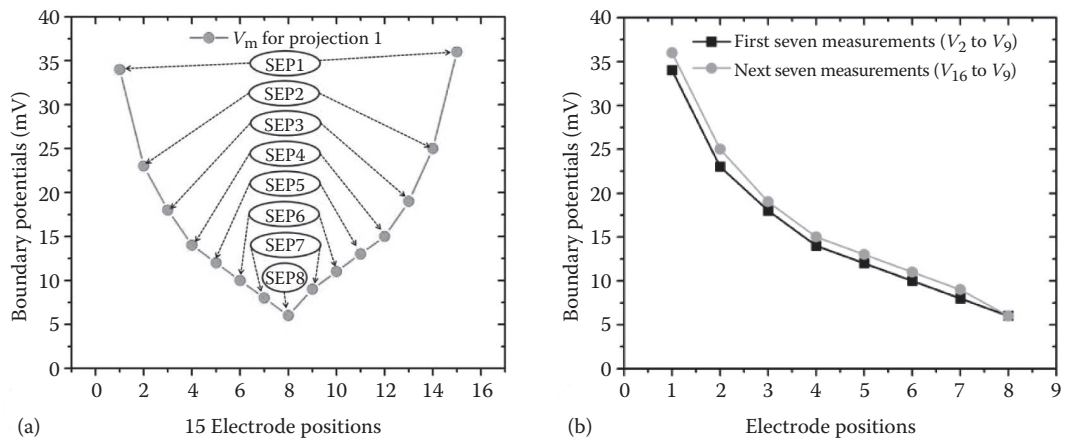 40
35
30
25
20
15
10
5
0
Boundary potentials (mV)
V_m for projection 1
SEP1
SEP2
SEP3
SEP4
SEP5
SEP6
SEP7
SEP8
0 2 4 6 8 10 12 14 16
(a) 15 Electrode positions
40
35
30
25
20
15
10
5
0
Boundary potentials (mV)
First seven measurements (V_2 to V_9)
Next seven measurements (V_16 to V_9)
0 1 2 3 4 5 6 7 8 9
(b) Electrode positions